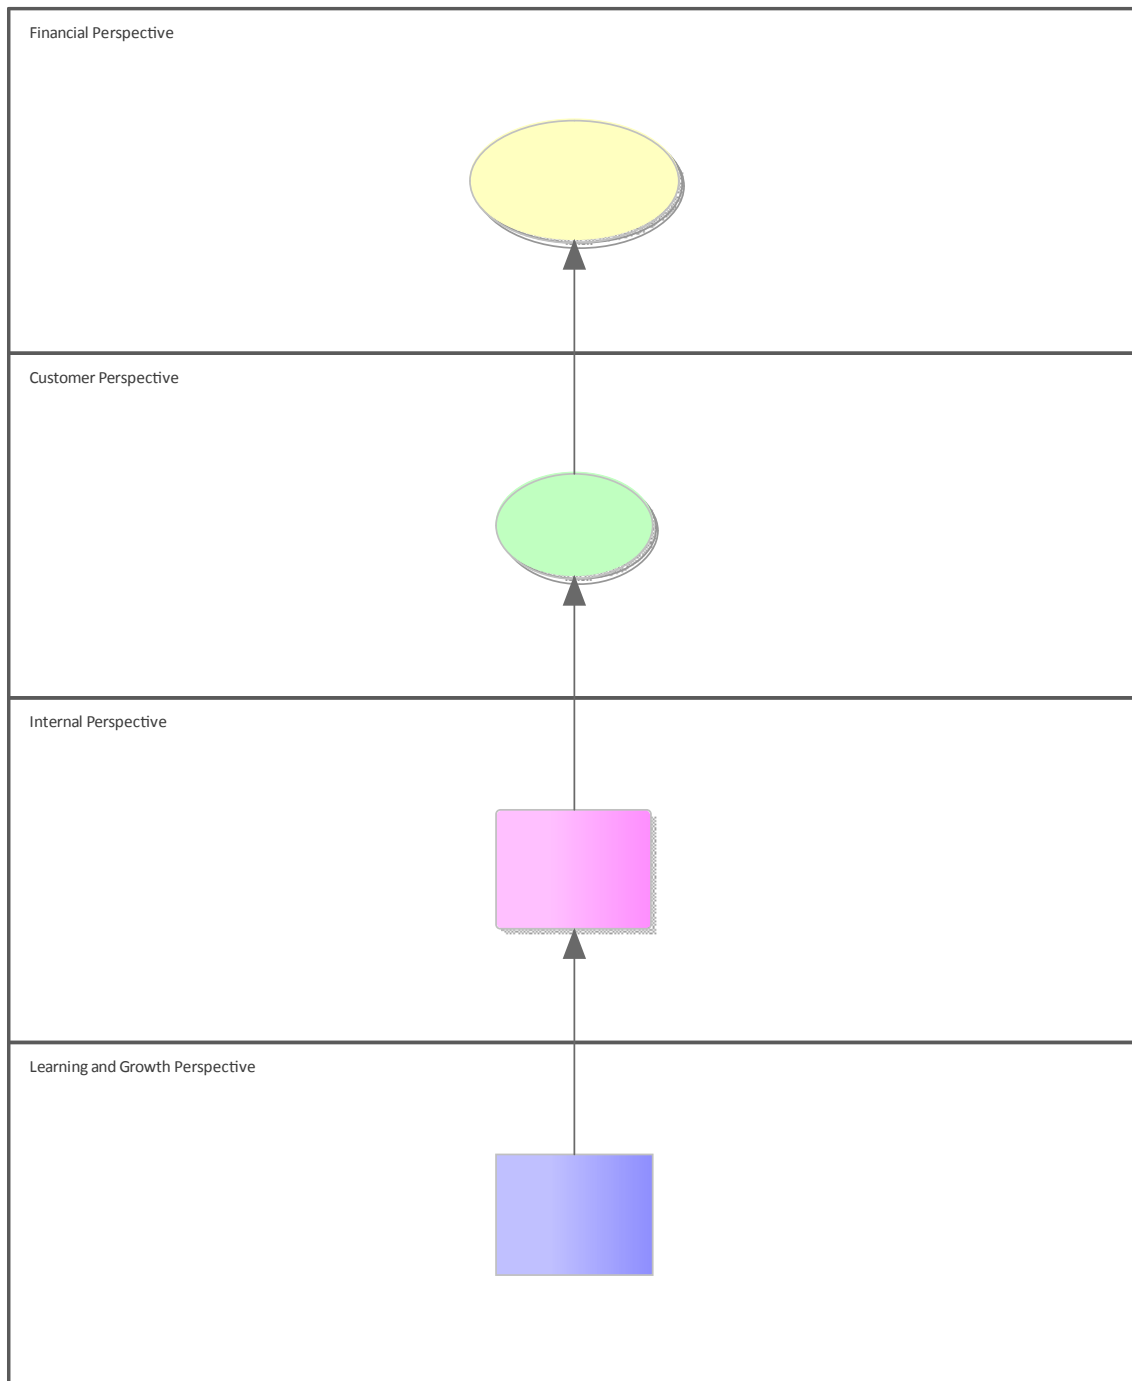 Financial Perspective
Customer Perspective
Internal Perspective
Learning and Growth Perspective